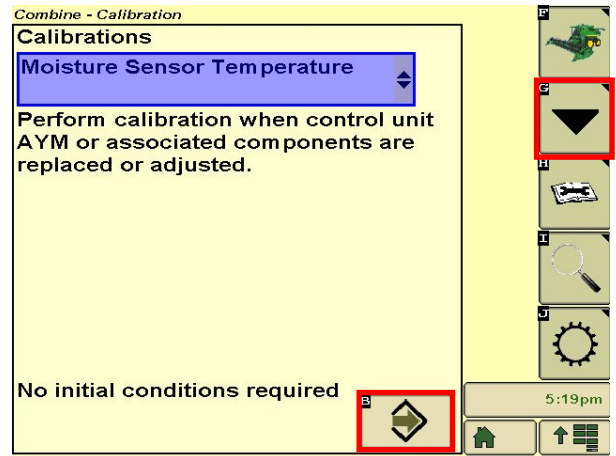 Combine - Calibration
Calibrations
Moisture Sensor Temperature
Perform calibration when control unit
AYM or associated components are
replaced or adjusted.
No initial conditions required
B
F
G
H
I
J
5:19pm